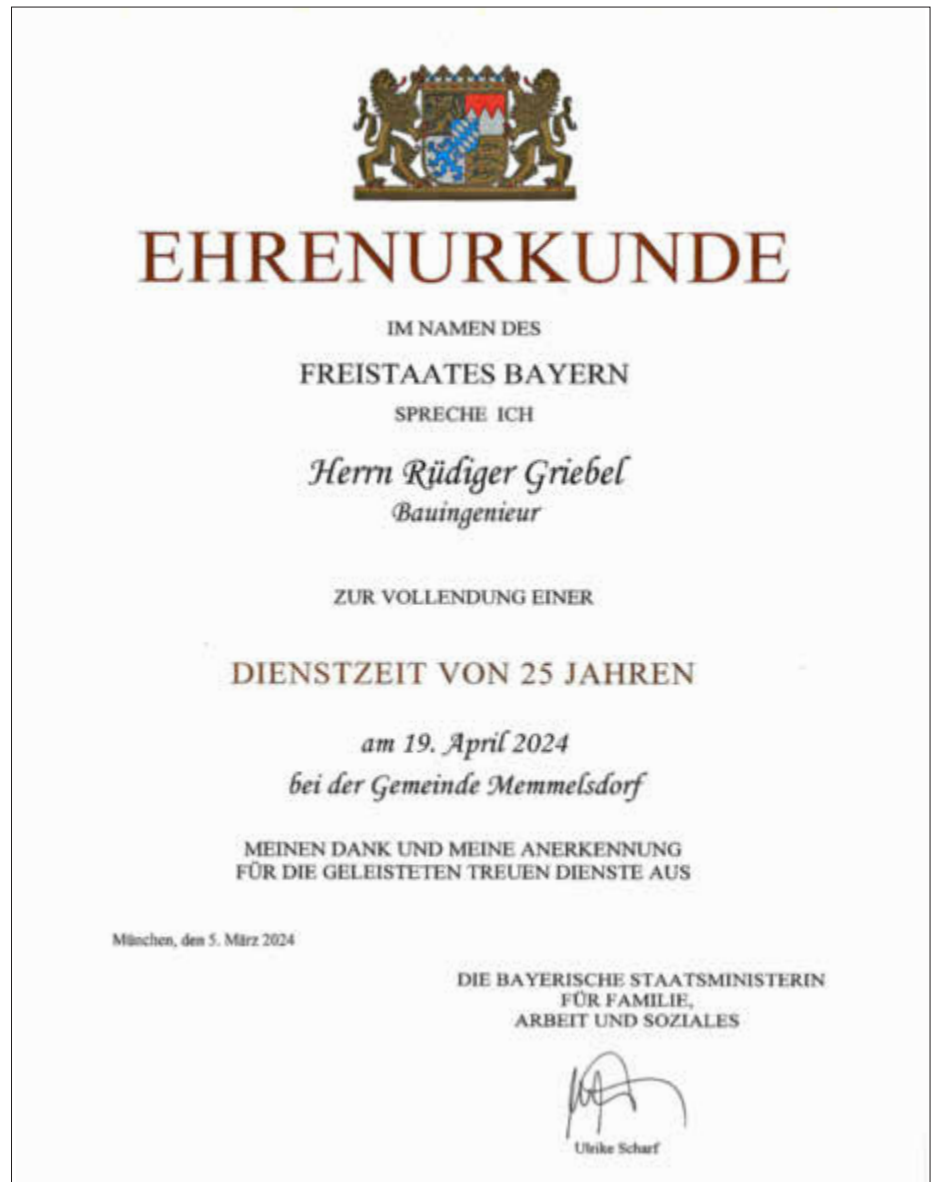 EHRENURKUNDE
IM NAMEN DES
FREISTAATES BAYERN
SPRECHE ICH
Herrn Rüdiger Griebel
Bauingenieur
ZUR VOLLENDUNG EINER
DIENSTZEIT VON 25 JAHREN
am 19. April 2024
bei der Gemeinde Memmelsdorf
MEINEN DANK UND MEINE ANERKENNUNG
FÜR DIE GELEISTETEN TREUEN DIENSTE AUS
München, den 5. März 2024
DIE BAYERISCHE STAATSMINISTERIN
FÜR FAMILIE,
ARBEIT UND SOZIALES
Ulrike Scharf